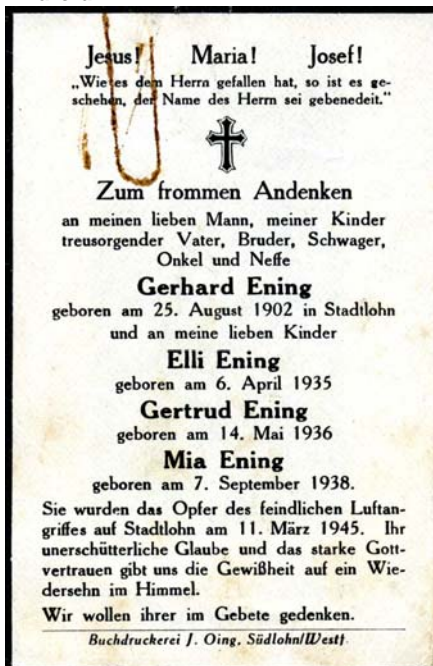 Jesus! Maria! Josef!
„Wie es dem Herrn gefallen hat, so ist es ge-
schehen, der Name des Herrn sei gebenedeit."
Zum frommen Andenken
an meinen lieben Mann, meiner Kinder
treusorgender Vater, Bruder, Schwager,
Onkel und Neffe
Gerhard Ening
geboren am 25. August 1902 in Stadtlohn
und an meine lieben Kinder
Elli Ening
geboren am 6. April 1935
Gertrud Ening
geboren am 14. Mai 1936
Mia Ening
geboren am 7. September 1938.
Sie wurden das Opfer des feindlichen Luftan-
griffes auf Stadtlohn am 11. März 1945. Ihr
unerschütterliche Glaube und das starke Gott-
vertrauen gibt uns die Gewißheit auf ein Wie-
dersehn im Himmel.
Wir wollen ihrer im Gebete gedenken.
Buchdruckerei J. Oing, Südlohn/Westf.